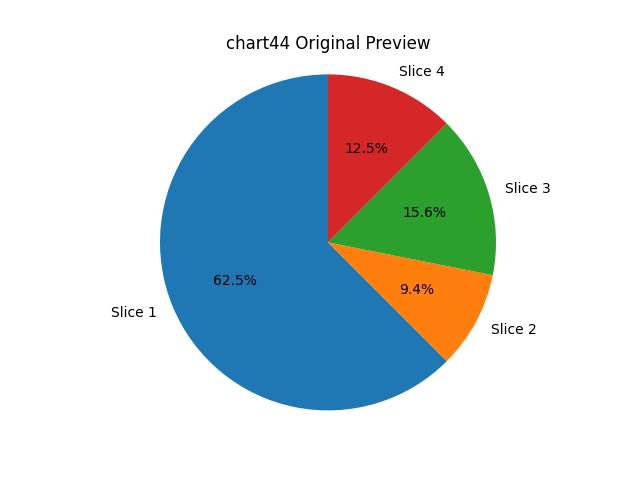 chart44 Original Preview
Slice 4
12.5%
Slice 3
15.6%
62.5%
9.4%
Slice 1
Slice 2